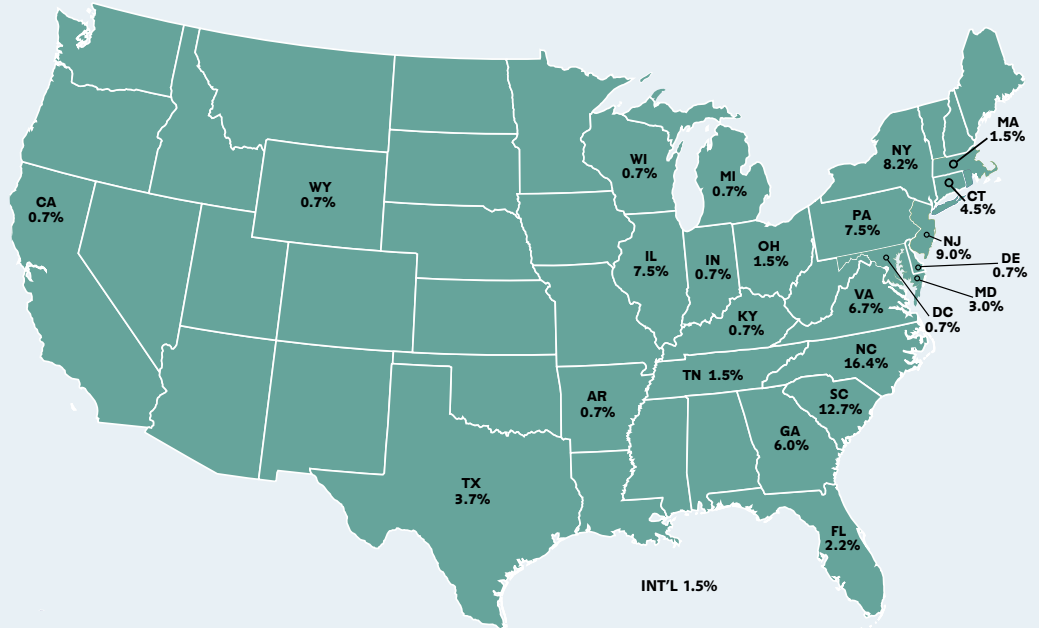 MA
1.5%
NY
8.2%
WI
0.7%
MI
0.7%
WY
0.7%
CA
0.7%
CT
4.5%
PA
7.5%
NJ
9.0%
OH
1.5%
IL
7.5%
IN
0.7%
DE
0.7%
MD
3.0%
VA
6.7%
DC
0.7%
KY
0.7%
NC
16.4%
TN 1.5%
SC
12.7%
AR
0.7%
GA
6.0%
TX
3.7%
FL
2.2%
INT'L 1.5%